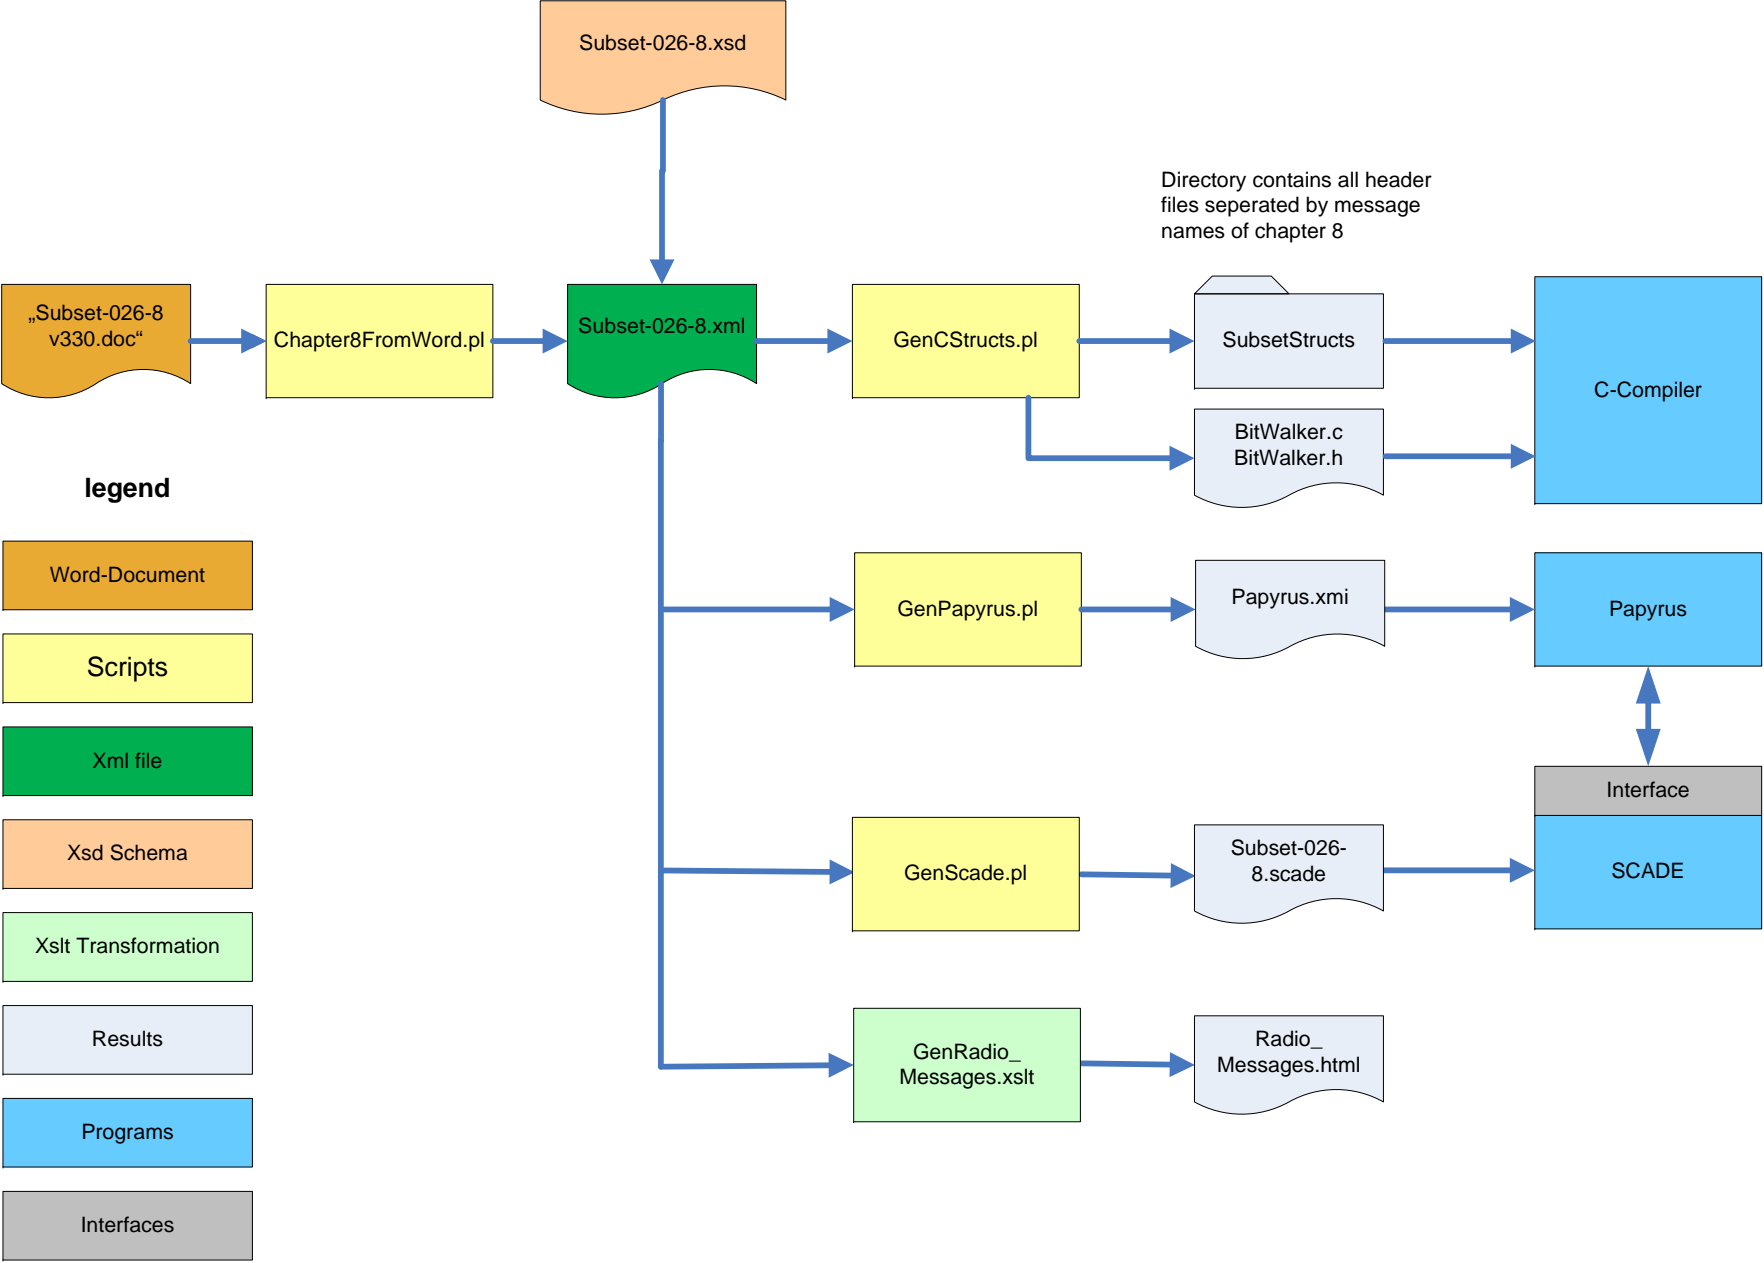 Subset-026-8.xsd
Directory contains all header
files seperated by message
names of chapter 8
„Subset-026-8
v330.doc“
Chapter8FromWord.pl
Subset-026-8.xml
GenCStructs.pl
SubsetStructs
C-Compiler
BitWalker.c
BitWalker.h
legend
Word-Document
Scripts
Xml file
Xsd Schema
Xslt Transformation
Results
Programs
Interfaces
GenPapyrus.pl
Papyrus.xmi
Papyrus
Interface
GenScade.pl
Subset-026-
8.scade
SCADE
GenRadio_
Messages.xslt
Radio_
Messages.html